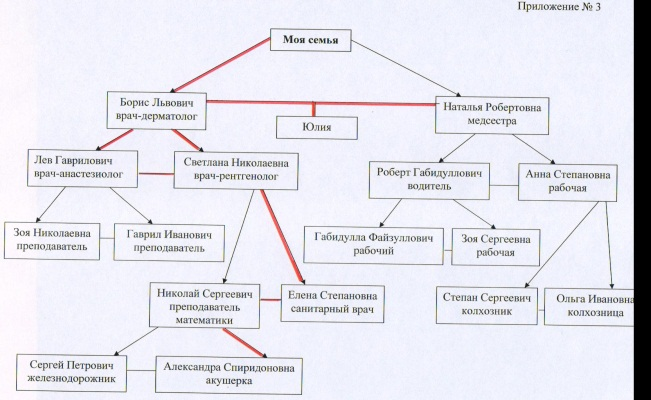 Приложение № 3
Моя семья
Борис Львович
врач-дерматолог
Юлия
Наталья Робертовна
медсестра
Лев Гаврилович
врач-анастезиолог
Светлана Николаевна
врач-рентгенолог
Роберт Габидуллович
водитель
Анна Степановна
рабочая
Зоя Николаевна
преподаватель
Гаврил Иванович
преподаватель
Габидулла Файзуллович
рабочий
Зоя Сергеевна
рабочая
Николай Сергеевич
преподаватель
математики
Елена Степановна
санитарный врач
Степан Сергеевич
колхозник
Ольга Ивановна
колхозница
Сергей Петрович
железнодорожник
Александра Спиридоновна
акушерка